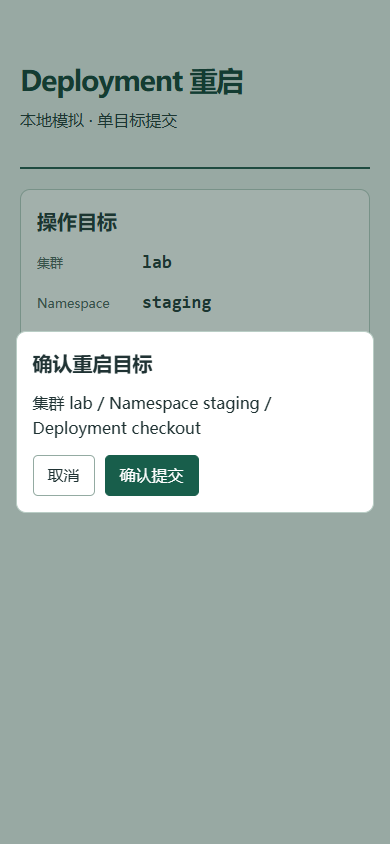 Deployment 重启
本地模拟 · 单目标提交
操作目标
集群 lab
Namespace staging
确认重启目标
集群 lab / Namespace staging /
Deployment checkout
取消 确认提交